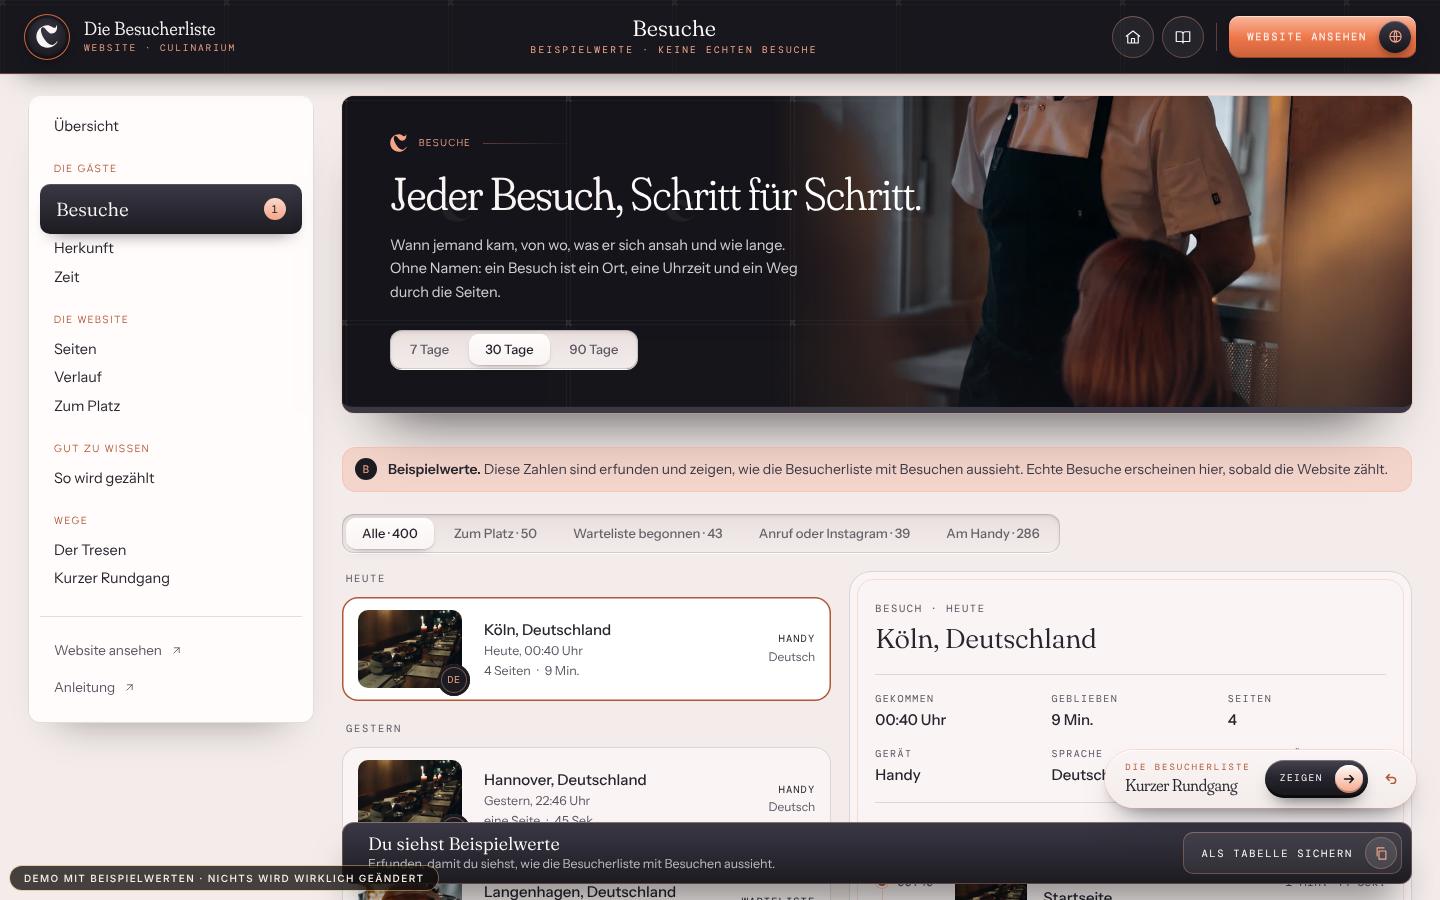 Die Besucherliste
WEBSITE · CULINARIUM
Besuche
BEISPIELWERTE · KEINE ECHTEN BESUCHE
WEBSITE ANSEHEN
Übersicht
DIE GÄSTE
Besuche 1
Herkunft
Zeit
DIE WEBSITE
Seiten
Verlauf
Zum Platz
GUT ZU WISSEN
So wird gezählt
WEGE
Der Tresen
Kurzer Rundgang
Website ansehen
Anleitung
BESUCHE
Jeder Besuch, Schritt für Schritt.
Wann jemand kam, von wo, was er sich ansah und wie lange.
Ohne Namen: ein Besuch ist ein Ort, eine Uhrzeit und ein Weg
durch die Seiten.
7 Tage 30 Tage 90 Tage
B Beispielwerte. Diese Zahlen sind erfunden und zeigen, wie die Besucherliste mit Besuchen aussieht. Echte Besuche erscheinen hier, sobald die Website zählt.
Alle · 400 Zum Platz · 50 Warteliste begonnen · 43 Anruf oder Instagram · 39 Am Handy · 286
HEUTE
Köln, Deutschland
Heute, 00:40 Uhr
4 Seiten · 9 Min.
HANDY
Deutsch
DE
GESTERN
Hannover, Deutschland
Gestern, 22:46 Uhr
eine Seite · 45 Sek.
HANDY
Deutsch
Langenhagen, Deutschland
WARTELISTE
BESUCH · HEUTE
Köln, Deutschland
GEKOMMEN GEBLIEBEN SEITEN
00:40 Uhr 9 Min. 4
GERÄT SPRACHE
Handy Deutsch
Startseite
DIE BESUCHERLISTE
Kurzer Rundgang
ZEIGEN
Du siehst Beispielwerte
Erfunden, damit du siehst, wie die Besucherliste mit Besuchen aussieht.
ALS TABELLE SICHERN
DEMO MIT BEISPIELWERTEN · NICHTS WIRD WIRKLICH GEÄNDERT